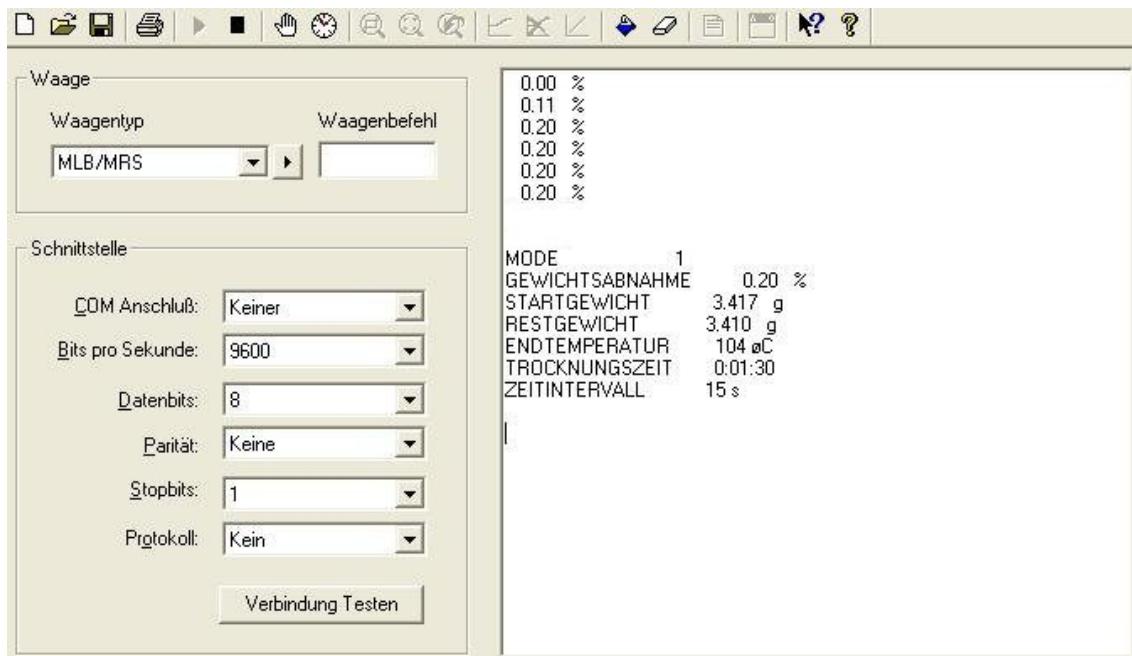 Waage
Waagentyp Waagenbefehl
MLB/MRS
Schnittstelle
COM Anschluß: Keiner
Bits pro Sekunde: 9600
Datenbits: 8
Parität: Keine
Stopbits: 1
Protokoll: Kein
Verbindung Testen
0.00 %
0.11 %
0.20 %
0.20 %
0.20 %
0.20 %
MODE 1
GEWICHTSABNAHME 0.20 %
STARTGEWICHT 3.417 g
RESTGEWICHT 3.410 g
ENDTEMPERATUR 104 øC
TROCKNUNGSZEIT 0:01:30
ZEITINTERVALL 15 s